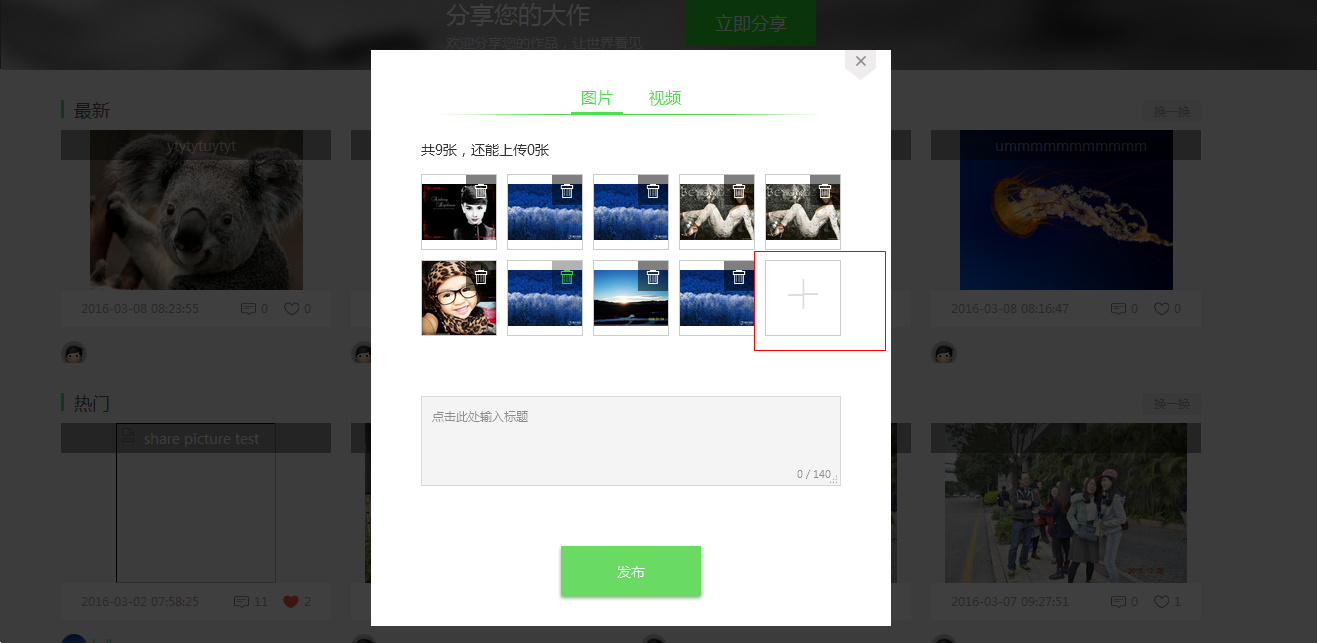 分享您的大作
立即分享
欢迎分享您的作品，让世界看见
图片 视频
最新
换一换
共9张，还能上传0张
ytytytuytyt
ummmmmmmmmmm
2016-03-08 08:23:55 0 0
2016-03-08 08:16:47 0 0
热门
换一换
点击此处输入标题
share picture test
0 / 140
发布
2016-03-02 07:58:25 11 2
2016-03-07 09:27:51 0 1